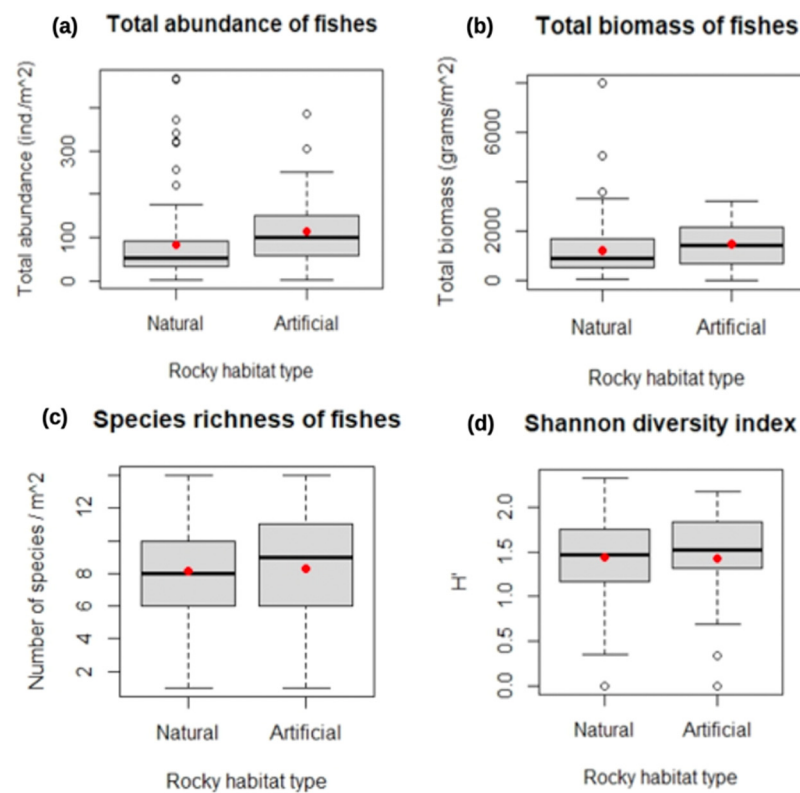 (a) Total abundance of fishes
Total abundance (ind./m^2)
300
100
0
Natural Artificial
Rocky habitat type
(b) Total biomass of fishes
Total biomass (grams/m^2)
6000
2000
0
Natural Artificial
Rocky habitat type
(c) Species richness of fishes
Number of species / m^2
12
8
6
4
2
Natural Artificial
Rocky habitat type
(d) Shannon diversity index
H'
2.0
1.5
1.0
0.5
0.0
Natural Artificial
Rocky habitat type